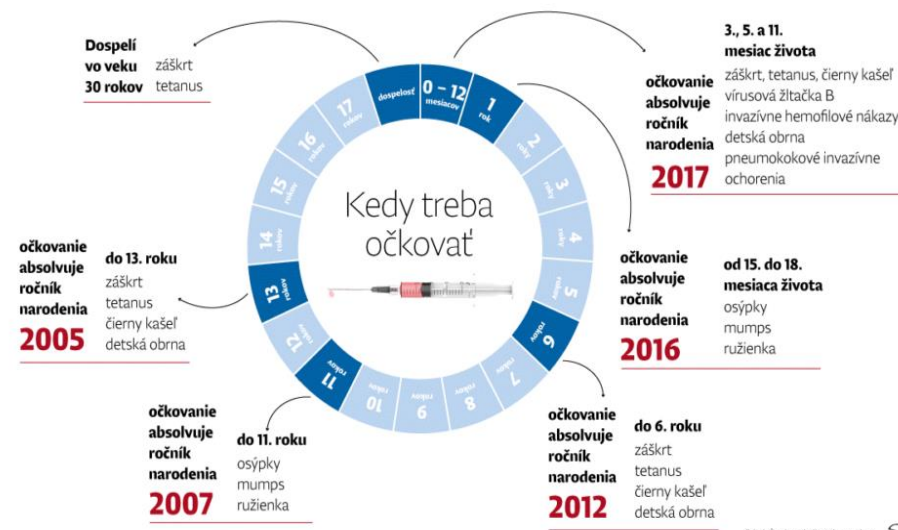 Kedy treba
očkovať
0 – 12
mesiacov
1
rok
2
roky
3
roky
4
roky
5
rokov
6
rokov
7
rokov
8
rokov
9
rokov
10
rokov
11
rokov
12
rokov
13
rokov
14
rokov
15
rokov
16
rokov
17
rokov
dospelosť
očkovanie
absolvuje
ročník
narodenia
2017
3., 5. a 11.
mesiac života
záškrt, tetanus, čierny kašeľ
vírusová žltačka B
invazívne hemofilové nákazy
detská obrna
pneumokokové invazívne
ochorenia
očkovanie
absolvuje
ročník
narodenia
2016
od 15. do 18.
mesiaca života
osýpky
mumps
ružienka
očkovanie
absolvuje
ročník
narodenia
2012
do 6. roku
záškrt
tetanus
čierny kašeľ
detská obrna
očkovanie
absolvuje
ročník
narodenia
2007
do 11. roku
osýpky
mumps
ružienka
očkovanie
absolvuje
ročník
narodenia
2005
do 13. roku
záškrt
tetanus
čierny kašeľ
detská obrna
Dospelí
vo veku
30 rokov
záškrt
tetanus